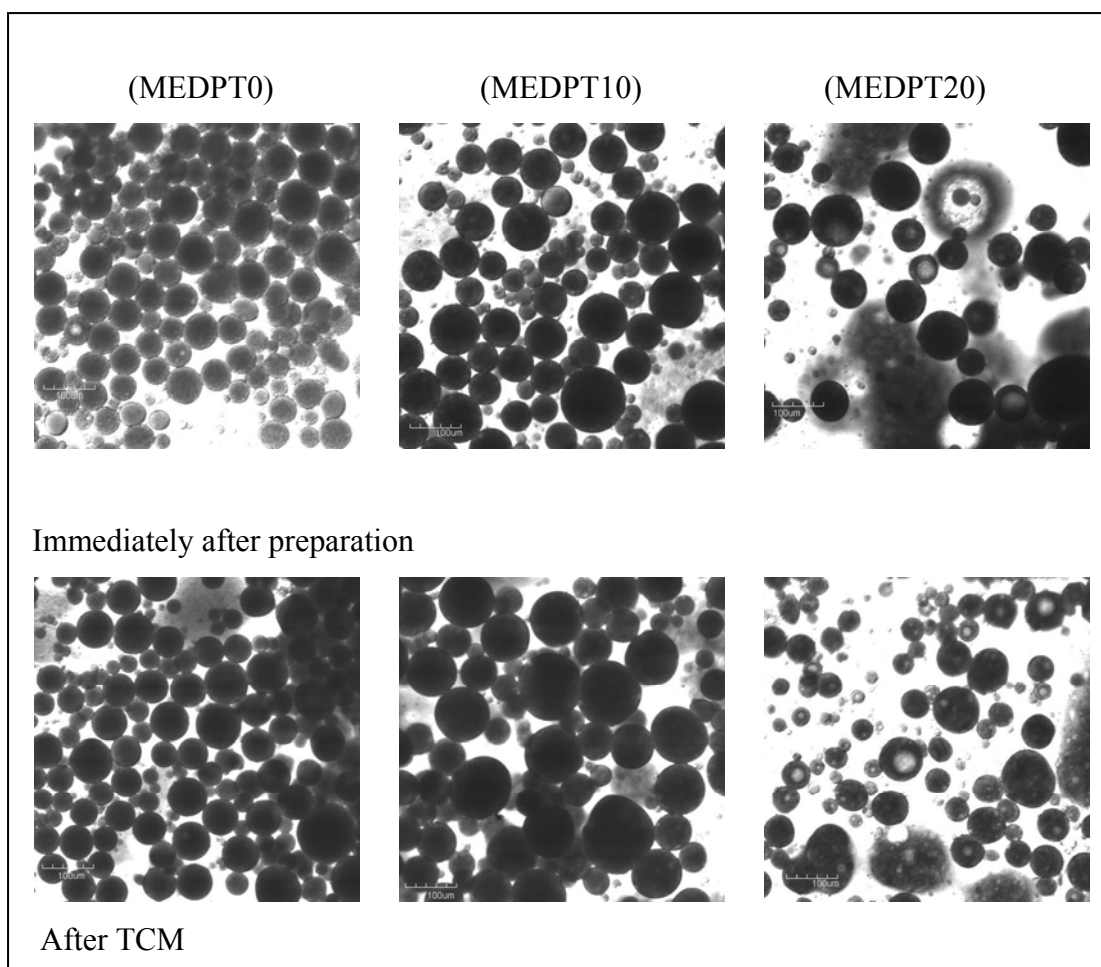 (MEDPT0)
(MEDPT10)
(MEDPT20)
100um
100um
100um
Immediately after preparation
100um
100um
100um
After TCM